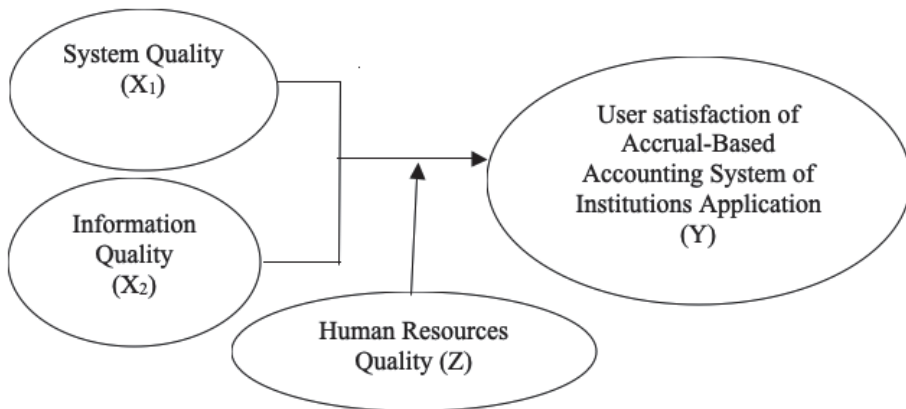 System Quality
(X₁)
Information
Quality
(X₂)
User satisfaction of
Accrual-Based
Accounting System of
Institutions Application
(Y)
Human Resources
Quality (Z)